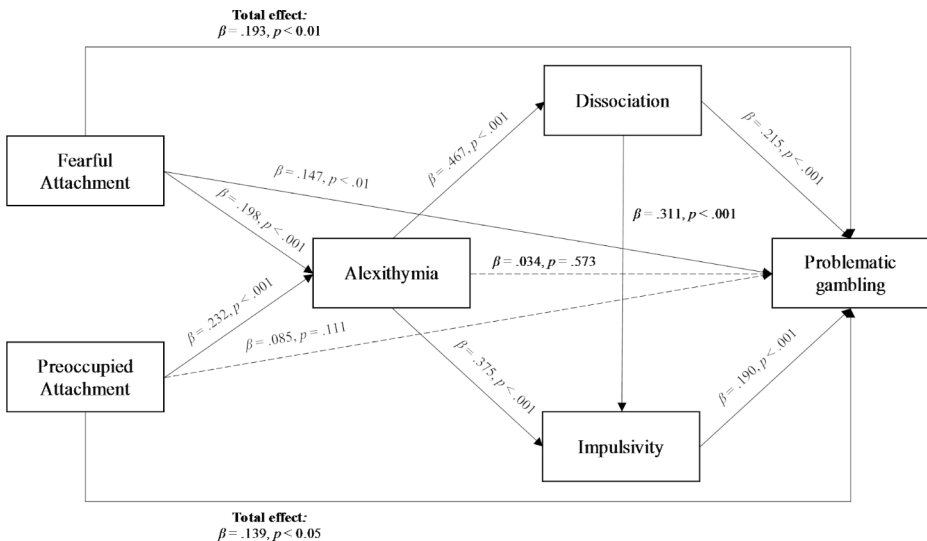 Total effect:
β = .193, p < 0.01
Dissociation
Fearful
Attachment
β = .467, p < .001
β = .215, p < .001
β = .147, p < .01
β = .198, p < .001
β = .311, p < .001
Alexithymia
β = .034, p = .573
Problematic
gambling
β = .232, p < .001
β = .085, p = .111
Preoccupied
Attachment
β = .375, p < .001
β = .190, p < .001
Impulsivity
Total effect:
β = .139, p < 0.05